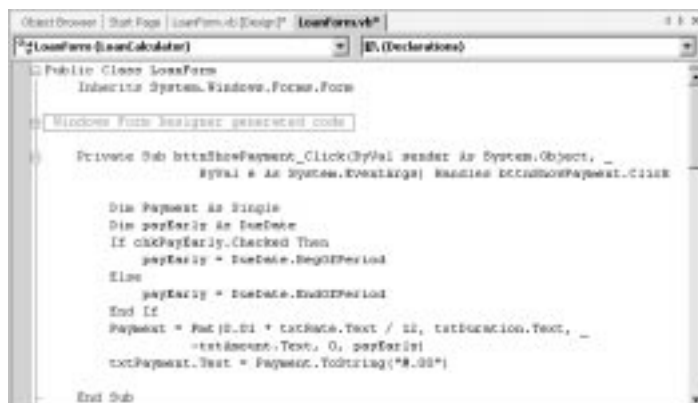 Object Browser | Start Page | LoanForm.vb [Design]* | LoanForm.vb*
LoanForm (LoanCalculator) (Declarations)
Public Class LoanForm
Inherits System.Windows.Forms.Form
Windows Form Designer generated code
Private Sub bttnShowPayment_Click(ByVal sender As System.Object, _
ByVal e As System.EventArgs) Handles bttnShowPayment.Click
Dim Payment As Single
Dim payEarly As DueDate
If chkPayEarly.Checked Then
payEarly = DueDate.BegOfPeriod
Else
payEarly = DueDate.EndOfPeriod
End If
Payment = Pmt(0.01 * txtRate.Text / 12, txtDuration.Text, _
-txtAmount.Text, 0, payEarly)
txtPayment.Text = Payment.ToString("#.00")
End Sub